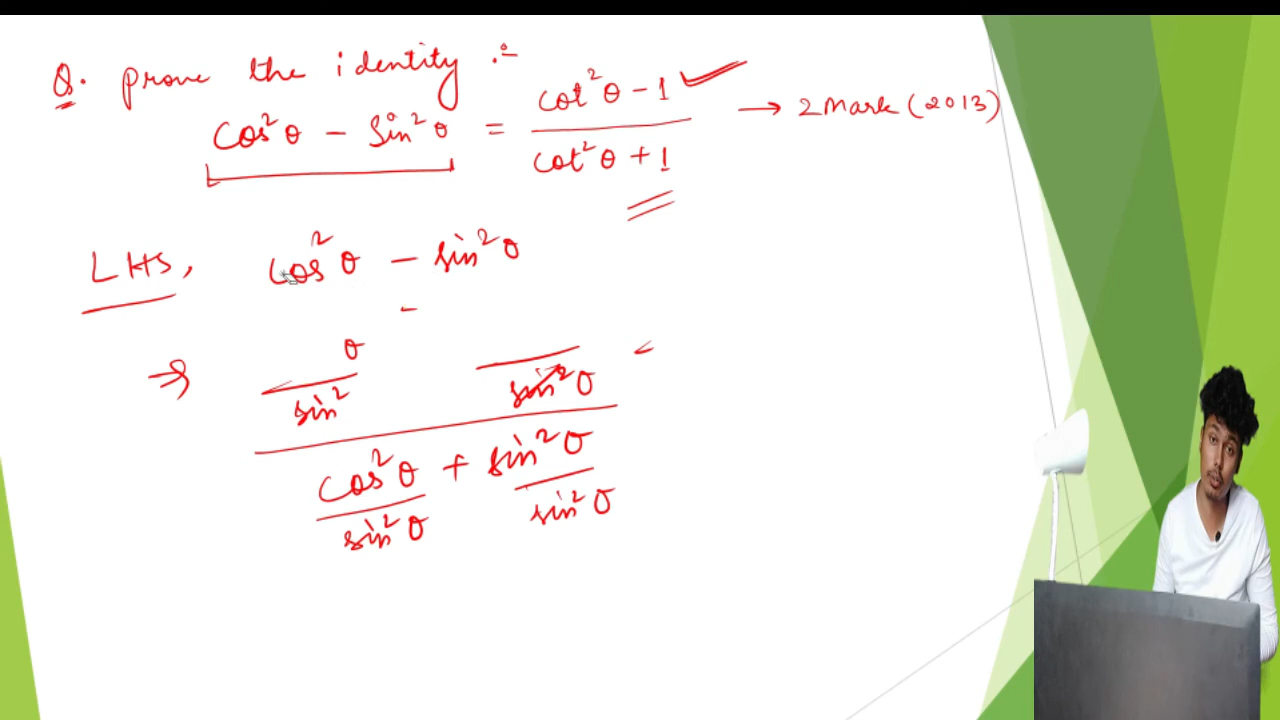 Q. prove the identity :-
cos²θ - sin²θ = cot²θ - 1 / cot²θ + 1 → 2 Mark (2013)
LHS, cos²θ - sin²θ
-
⇒ θ
sin² sin²θ
cos²θ + sin²θ
sin²θ sin²θ